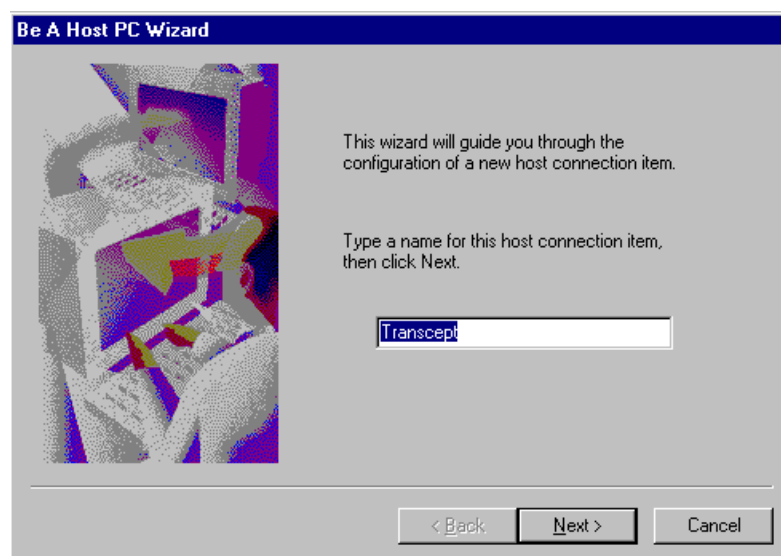 Be A Host PC Wizard
This wizard will guide you through the
configuration of a new host connection item.
Type a name for this host connection item,
then click Next.
Transcept
< Back
Next >
Cancel